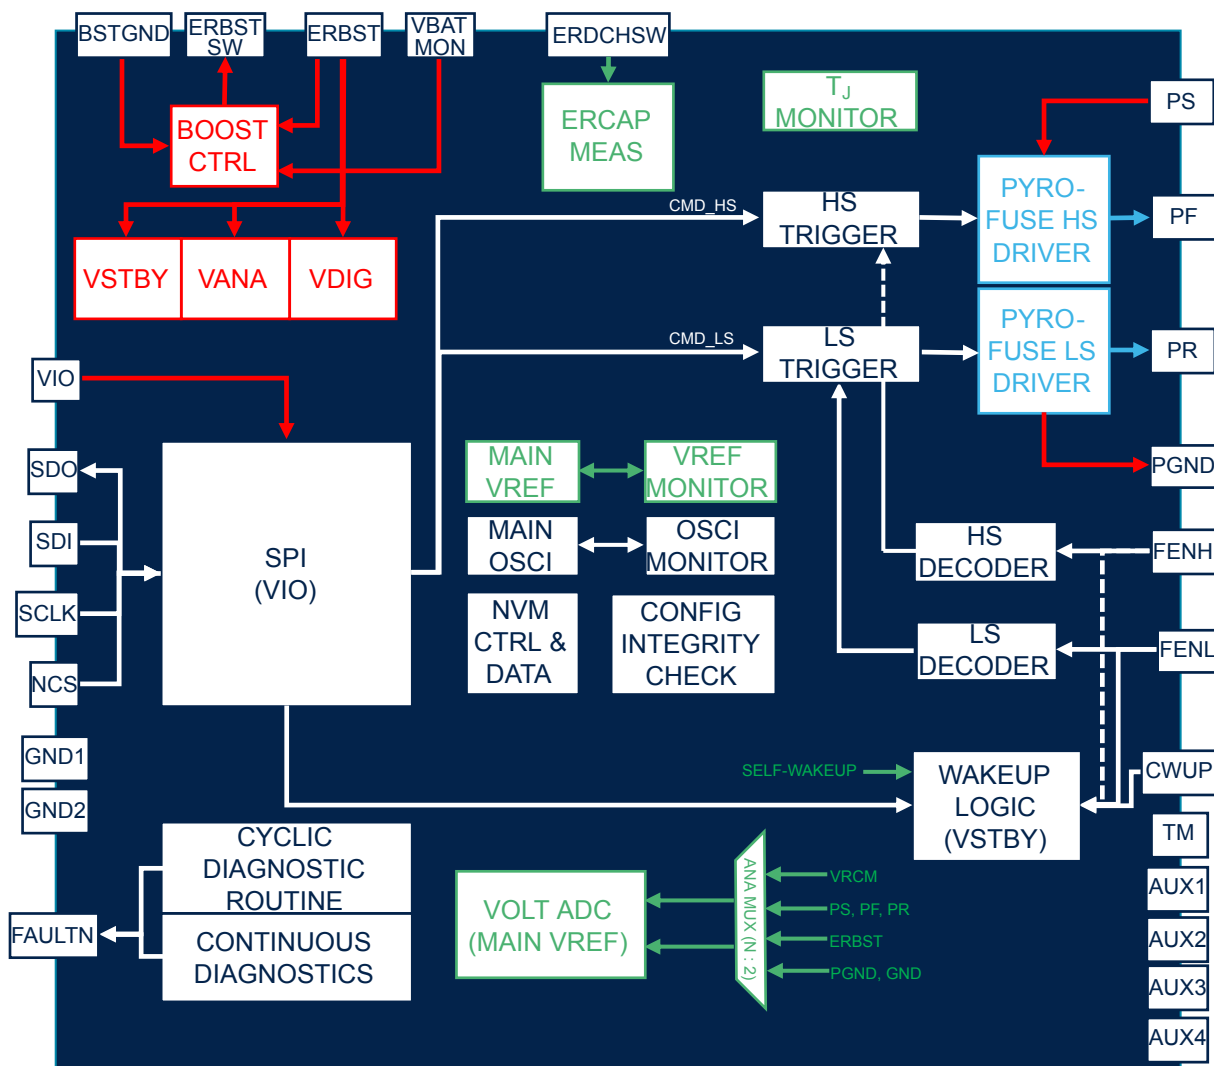 BSTGND
ERBST
SW
ERBST
VBAT
MON
ERDCHSW
BOOST
CTRL
ERCAP
MEAS
TJ
MONITOR
PS
PYRO-
FUSE HS
DRIVER
PF
CMD_HS
HS
TRIGGER
VSTBY
VANA
VDIG
CMD_LS
LS
TRIGGER
PYRO-
FUSE LS
DRIVER
PR
VIO
SDO
SDI
SCLK
NCS
SPI
(VIO)
MAIN
VREF
VREF
MONITOR
PGND
MAIN
OSCI
OSCI
MONITOR
HS
DECODER
FENH
NVM
CTRL &
DATA
CONFIG
INTEGRITY
CHECK
LS
DECODER
FENL
GND1
GND2
SELF-WAKEUP
WAKEUP
LOGIC
(VSTBY)
CWUP
TM
CYCLIC
DIAGNOSTIC
ROUTINE
CONTINUOUS
DIAGNOSTICS
FAULTN
VOLT ADC
(MAIN VREF)
ANA MUX (N : 2)
VRCM
PS, PF, PR
ERBST
PGND, GND
AUX1
AUX2
AUX3
AUX4